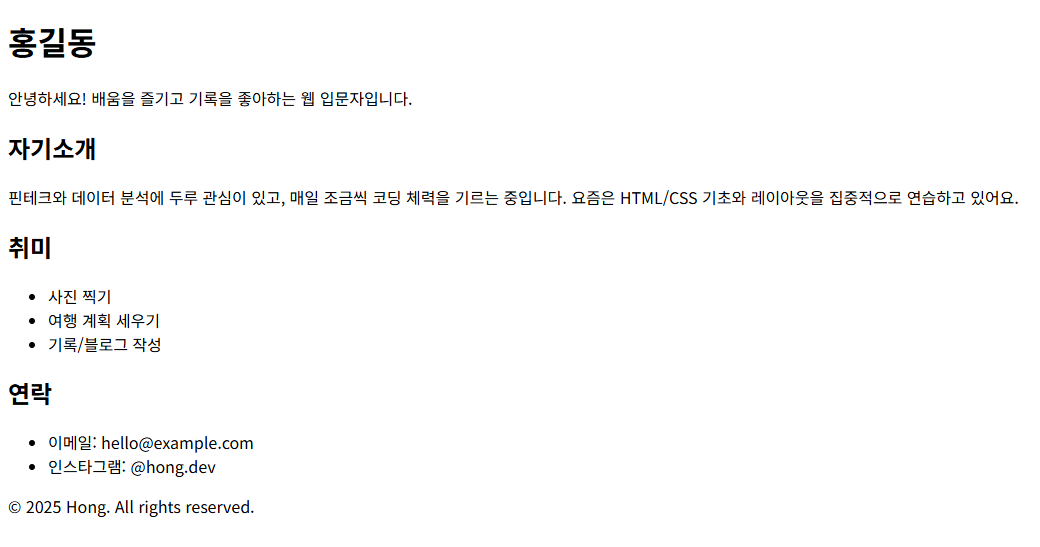 홍길동
안녕하세요! 배움을 즐기고 기록을 좋아하는 웹 입문자입니다.
자기소개
핀테크와 데이터 분석에 두루 관심이 있고, 매일 조금씩 코딩 체력을 기르는 중입니다. 요즘은 HTML/CSS 기초와 레이아웃을 집중적으로 연습하고 있어요.
취미
• 사진 찍기
• 여행 계획 세우기
• 기록/블로그 작성
연락
• 이메일: hello@example.com
• 인스타그램: @hong.dev
© 2025 Hong. All rights reserved.